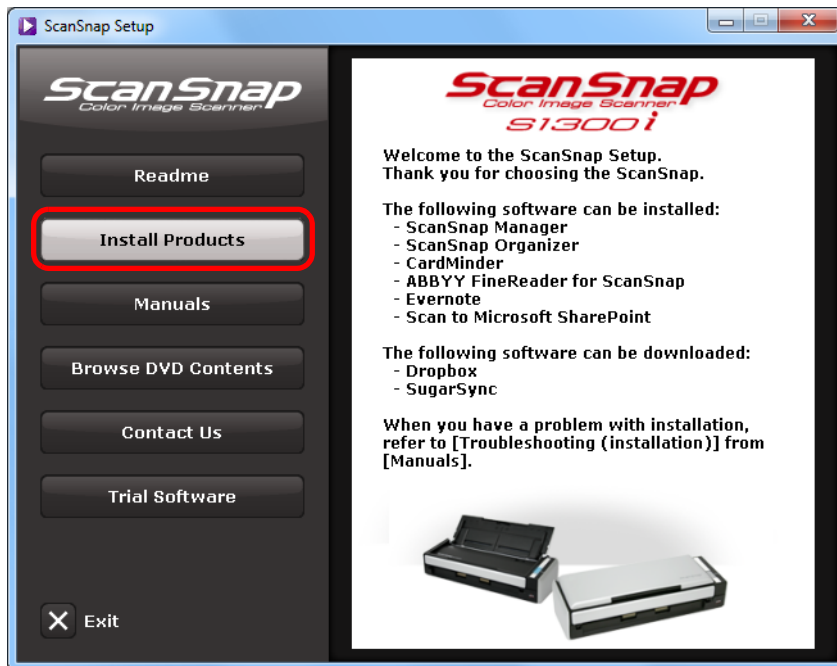 ScanSnap Setup
ScanSnap
Color Image Scanner
Readme
Install Products
Manuals
Browse DVD Contents
Contact Us
Trial Software
Exit
ScanSnap
Color Image Scanner
S1300i
Welcome to the ScanSnap Setup.
Thank you for choosing the ScanSnap.
The following software can be installed:
- ScanSnap Manager
- ScanSnap Organizer
- CardMinder
- ABBYY FineReader for ScanSnap
- Evernote
- Scan to Microsoft SharePoint
The following software can be downloaded:
- Dropbox
- SugarSync
When you have a problem with installation,
refer to [Troubleshooting (installation)] from
[Manuals].